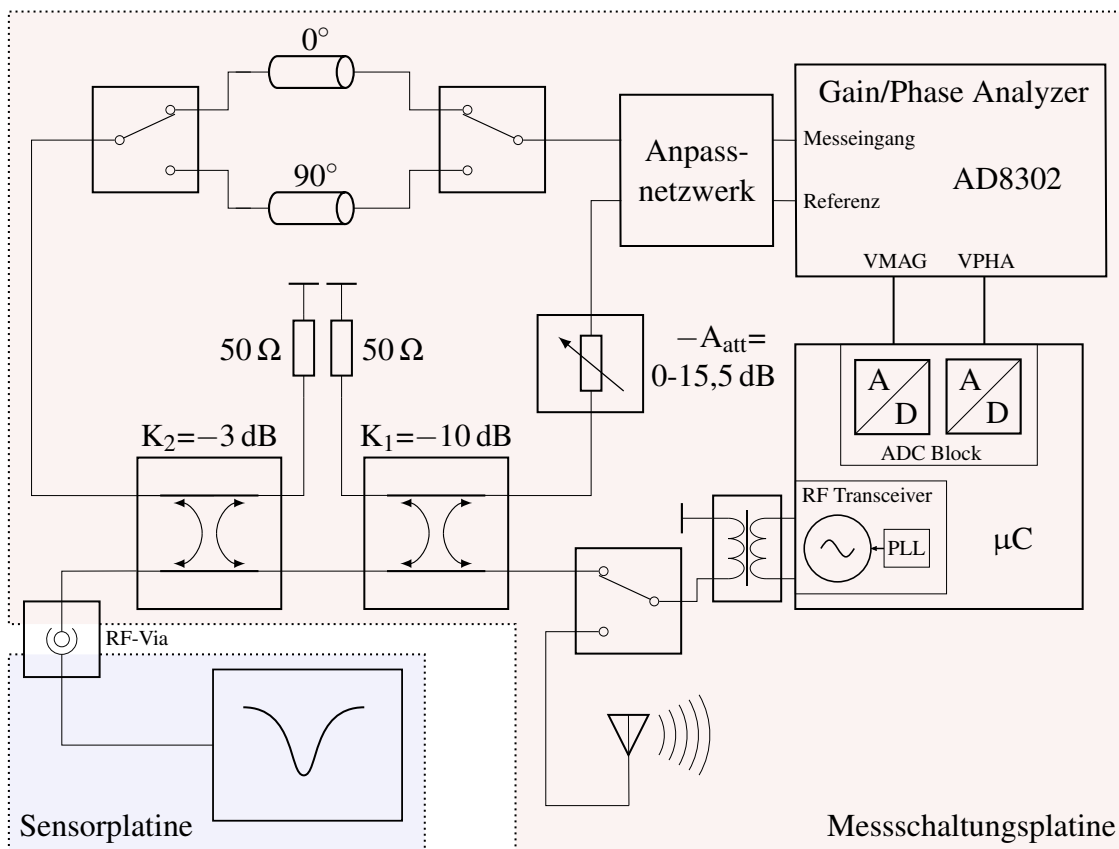 0°
90°
Anpass-
netzwerk
Gain/Phase Analyzer
Messeingang
AD8302
Referenz
VMAG VPHA
50 Ω 50 Ω
−A_att=
0-15,5 dB
A D A D
ADC Block
K₂=−3 dB K₁=−10 dB
RF Transceiver
PLL
µC
RF-Via
Sensorplatine
Messschaltungsplatine